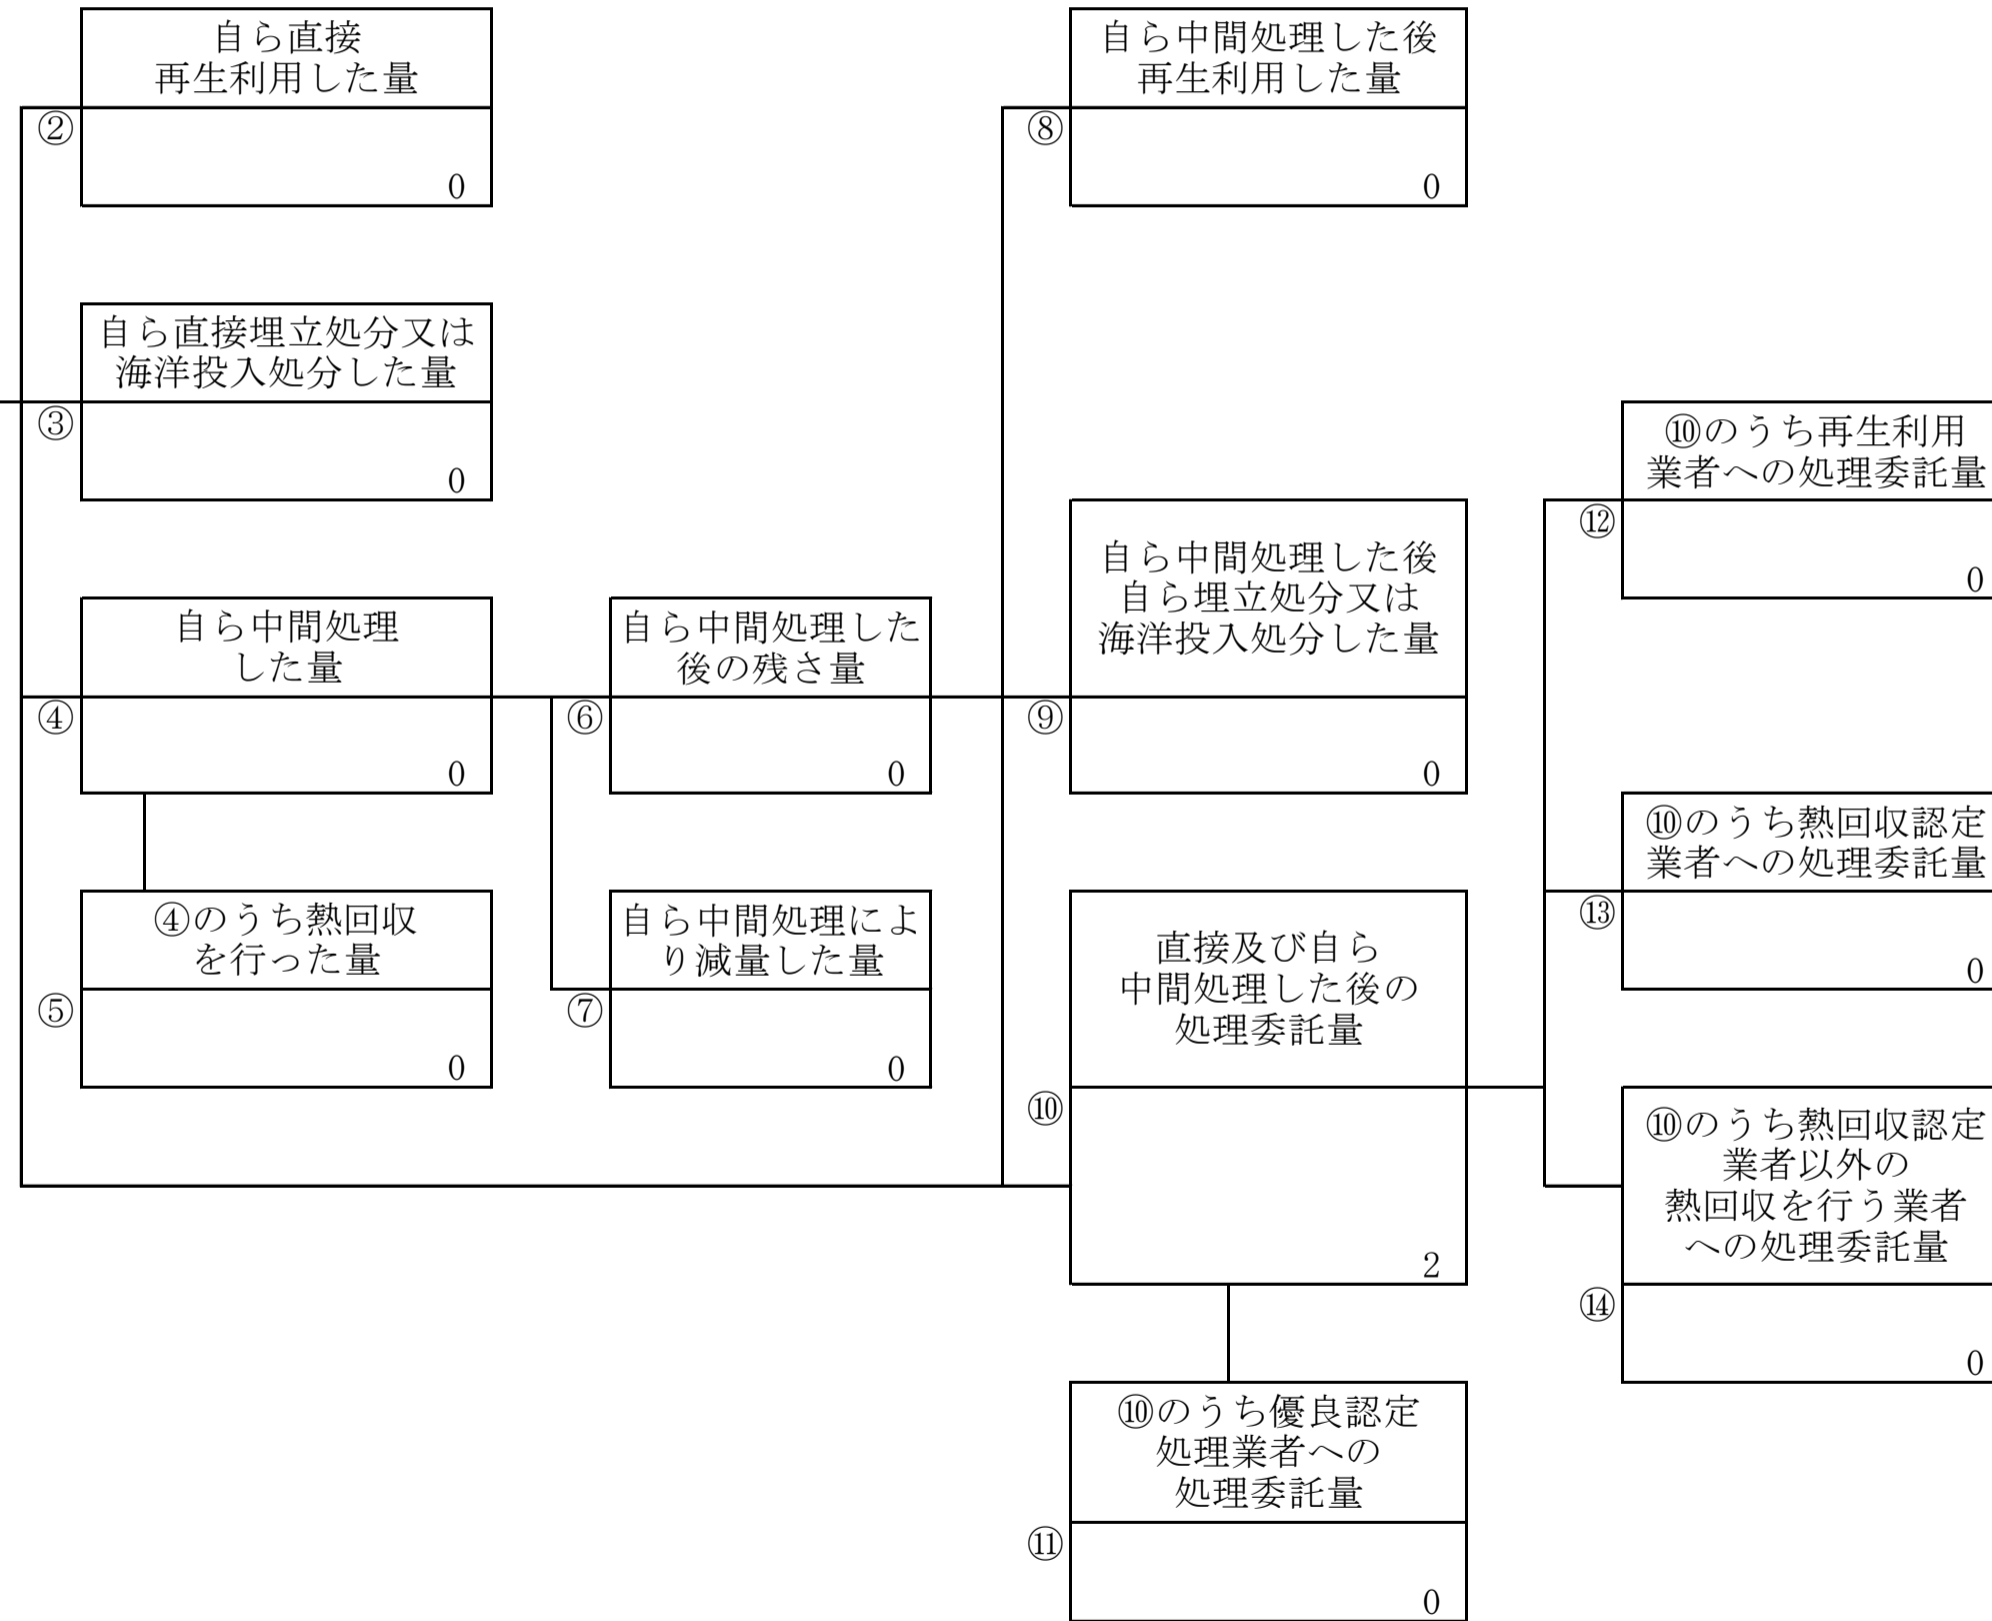 自ら直接
再生利用した量
②
0
自ら直接埋立処分又は
海洋投入処分した量
③
0
自ら中間処理
した量
④
0
④のうち熱回収
を行った量
⑤
0
自ら中間処理した
後の残さ量
⑥
0
自ら中間処理によ
り減量した量
⑦
0
自ら中間処理した後
再生利用した量
⑧
0
自ら中間処理した後
自ら埋立処分又は
海洋投入処分した量
⑨
0
直接及び自ら
中間処理した後の
処理委託量
⑩
2
⑩のうち優良認定
処理業者への
処理委託量
⑪
0
⑩のうち再生利用
業者への処理委託量
⑫
0
⑩のうち熱回収認定
業者への処理委託量
⑬
0
⑩のうち熱回収認定
業者以外の
熱回収を行う業者
への処理委託量
⑭
0